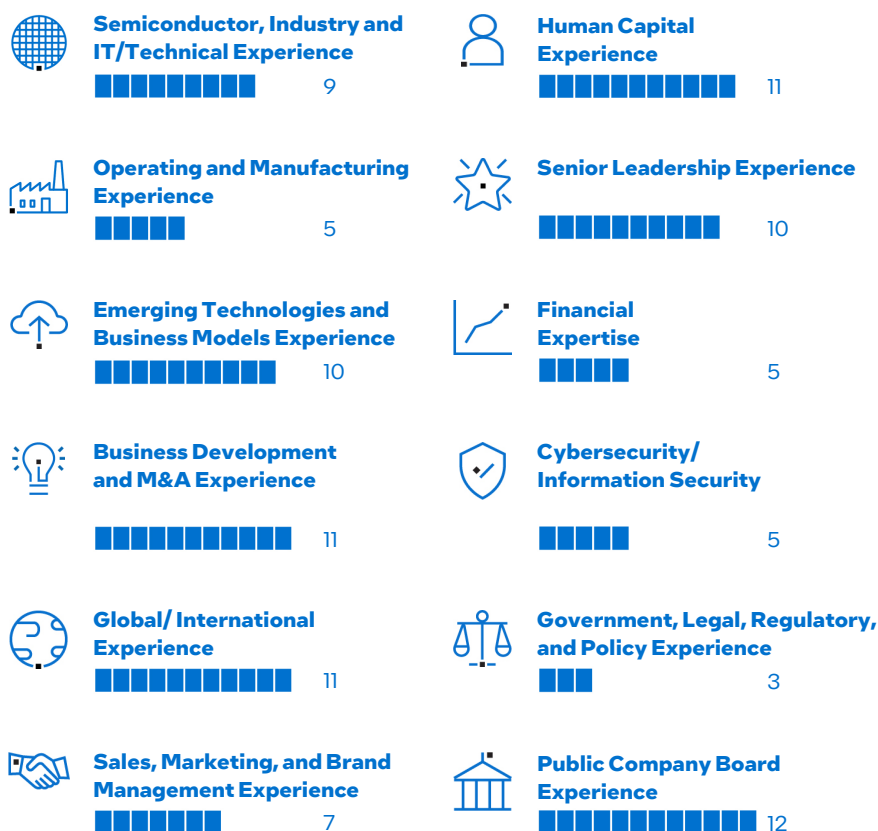 Semiconductor, Industry and
IT/Technical Experience
9
Human Capital
Experience
11
Operating and Manufacturing
Experience
5
Senior Leadership Experience
10
Emerging Technologies and
Business Models Experience
10
Financial
Expertise
5
Business Development
and M&A Experience
11
Cybersecurity/
Information Security
5
Global/ International
Experience
11
Government, Legal, Regulatory,
and Policy Experience
3
Sales, Marketing, and Brand
Management Experience
7
Public Company Board
Experience
12